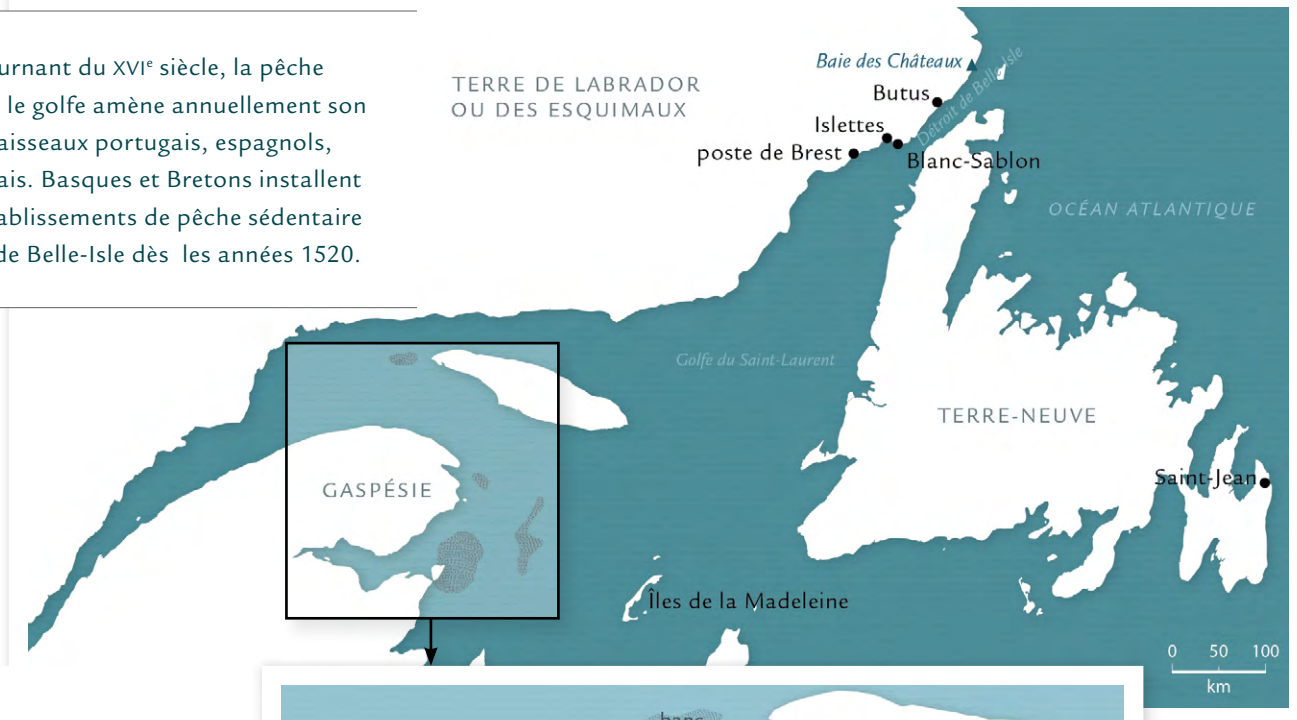 urnant du XVIe siècle, la pêche
le golfe amène annuellement son
aisseaux portugais, espagnols,
ais. Basques et Bretons installent
ablissements de pêche sédentaire
de Belle-Isle dès les années 1520.
TERRE DE LABRADOR
OU DES ESQUIMAUX
Baie des Châteaux
Butus
Détroit de Belle-Isle
Islettes
poste de Brest
Blanc-Sablon
OCÉAN ATLANTIQUE
Golfe du Saint-Laurent
TERRE-NEUVE
Saint-Jean
GASPÉSIE
Îles de la Madeleine
0 50 100
km
banc